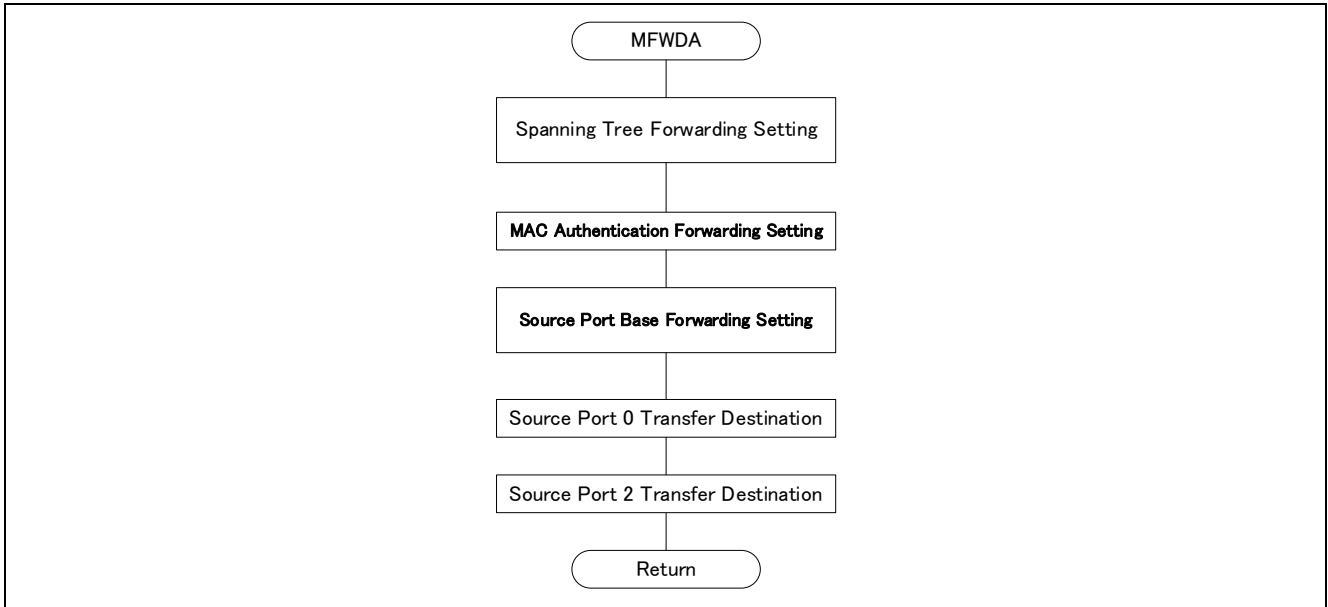 MFWDA
Spanning Tree Forwarding Setting
MAC Authentication Forwarding Setting
Source Port Base Forwarding Setting
Source Port 0 Transfer Destination
Source Port 2 Transfer Destination
Return